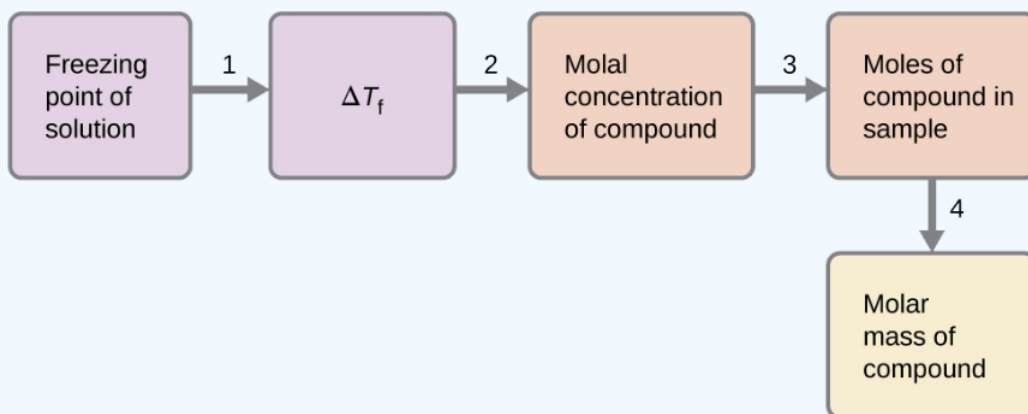 Freezing
point of
solution
1
ΔTf
2
Molal
concentration
of compound
3
Moles of
compound in
sample
4
Molar
mass of
compound